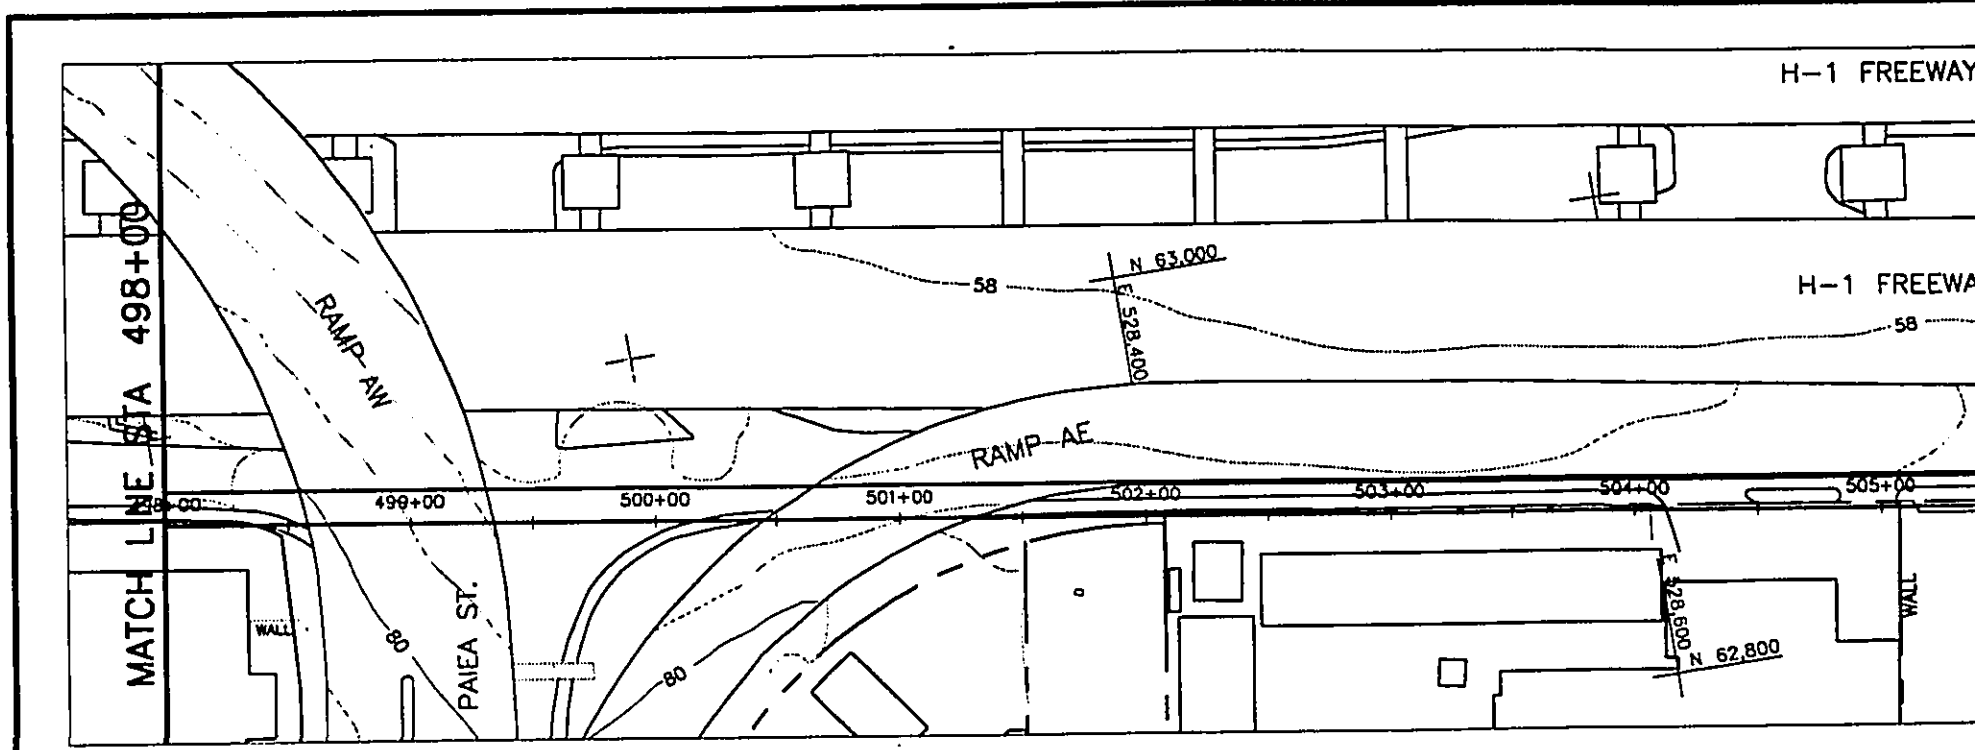 H-1 FREEWAY
N 63,000
E 528,400
58
H-1 FREEWA
58
RAMP-AW
RAMP-AE
MATCH LINE STA 498+00
498+00
499+00
500+00
501+00
502+00
503+00
504+00
505+00
WALL
80
PAIEA ST.
80
E 528,600
N 62,800
WALL